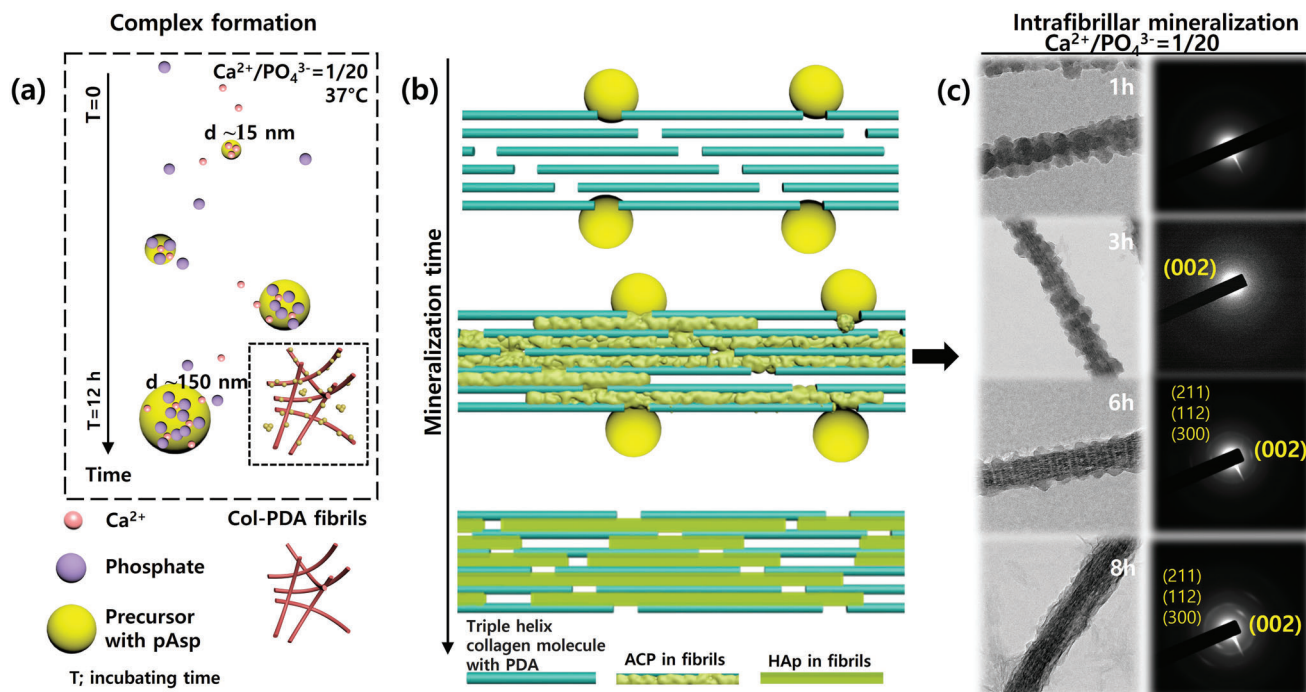 Complex formation
(a)
Ca²⁺/PO₄³⁻=1/20
37°C
T=0
d ~15 nm
d ~150 nm
T=12 h
Time
Ca²⁺
Phosphate
Precursor
with pAsp
Col-PDA fibrils
T; incubating time
(b)
Mineralization time
Triple helix
collagen molecule
with PDA
ACP in fibrils
HAp in fibrils
Intrafibrillar mineralization
Ca²⁺/PO₄³⁻=1/20
(c)
1h
3h
(002)
6h
(211)
(112)
(300)
(002)
8h
(211)
(112)
(300)
(002)